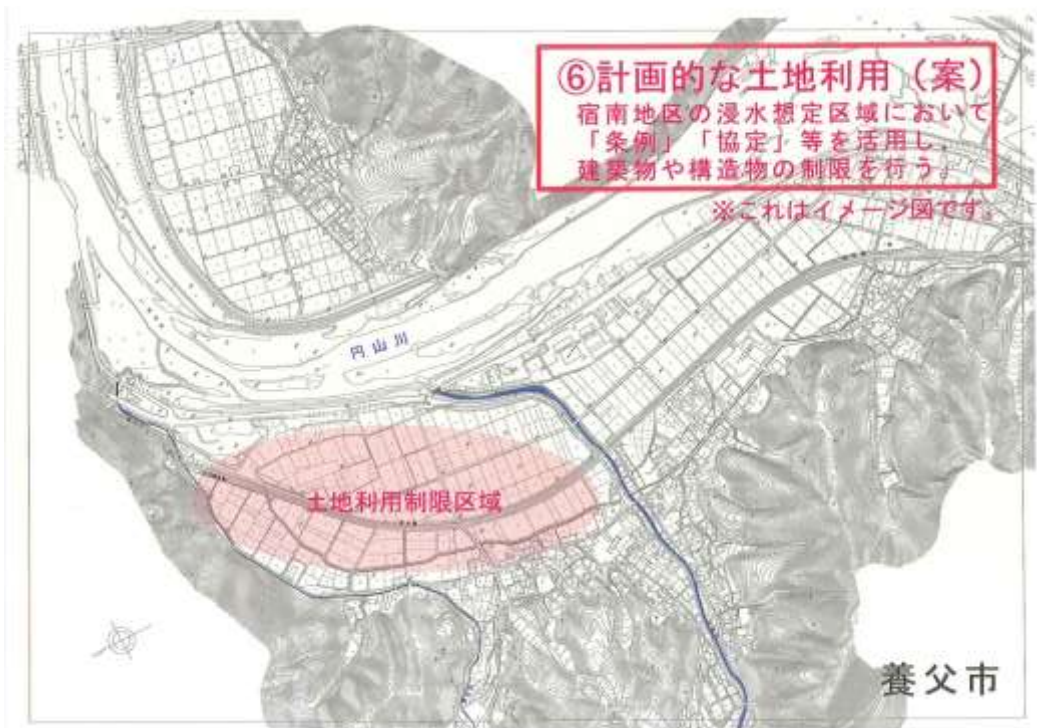 ⑥計画的な土地利用（案）
宿南地区の浸水想定区域において
「条例」「協定」等を活用し、
建築物や構造物の制限を行う。
※これはイメージ図です。
円山川
土地利用制限区域
養父市